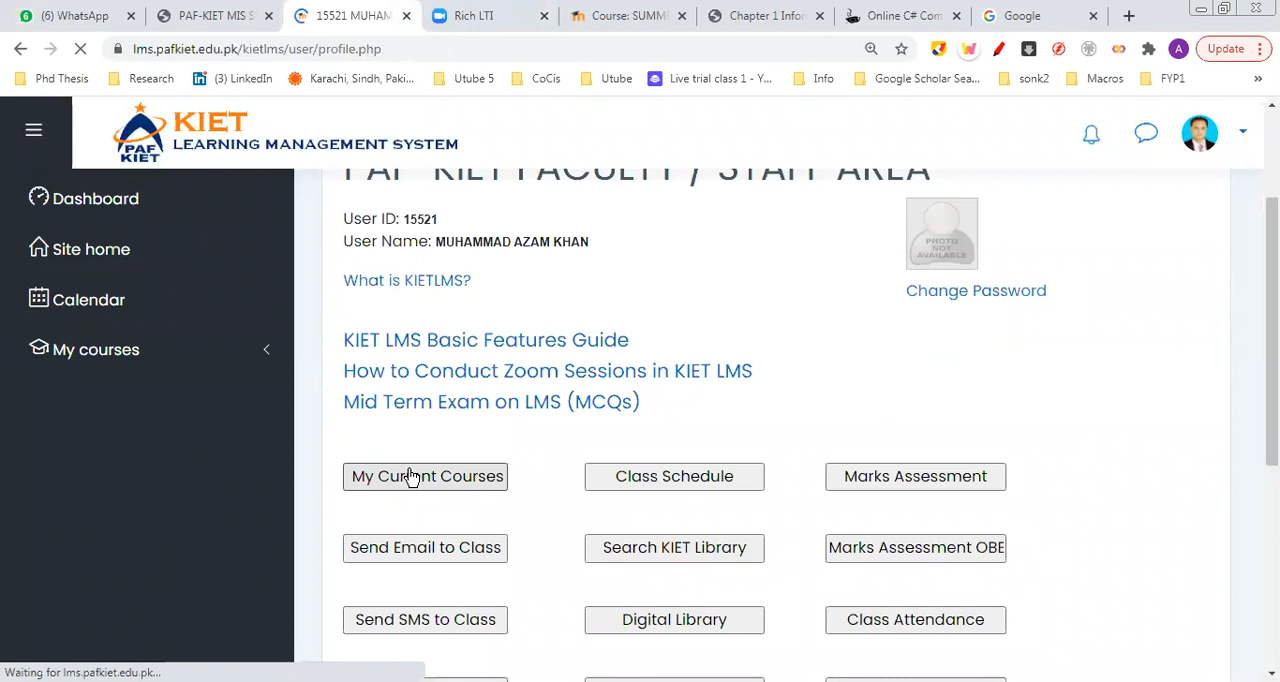 (6) WhatsApp
PAF-KIET MIS S
15521 MUHAM
Rich LTI
Course: SUMME
Chapter 1 Infor
Online C# Com
Google
lms.pafkiet.edu.pk/kietlms/user/profile.php
A
Update
Phd Thesis
Research
(3) LinkedIn
Karachi, Sindh, Paki...
Utube 5
CoCis
Utube
Live trial class 1 - Y...
Info
Google Scholar Sea...
sonk2
Macros
FYP1
»
PAF
KIET
KIET
LEARNING MANAGEMENT SYSTEM
Dashboard
Site home
Calendar
My courses
PAF - KIET FACULTY / STAFF AREA
User ID: 15521
User Name: MUHAMMAD AZAM KHAN
PHOTO
NOT
AVAILABLE
What is KIETLMS?
Change Password
KIET LMS Basic Features Guide
How to Conduct Zoom Sessions in KIET LMS
Mid Term Exam on LMS (MCQs)
My Current Courses
Class Schedule
Marks Assessment
Send Email to Class
Search KIET Library
Marks Assessment OBE
Send SMS to Class
Digital Library
Class Attendance
Waiting for lms.pafkiet.edu.pk...